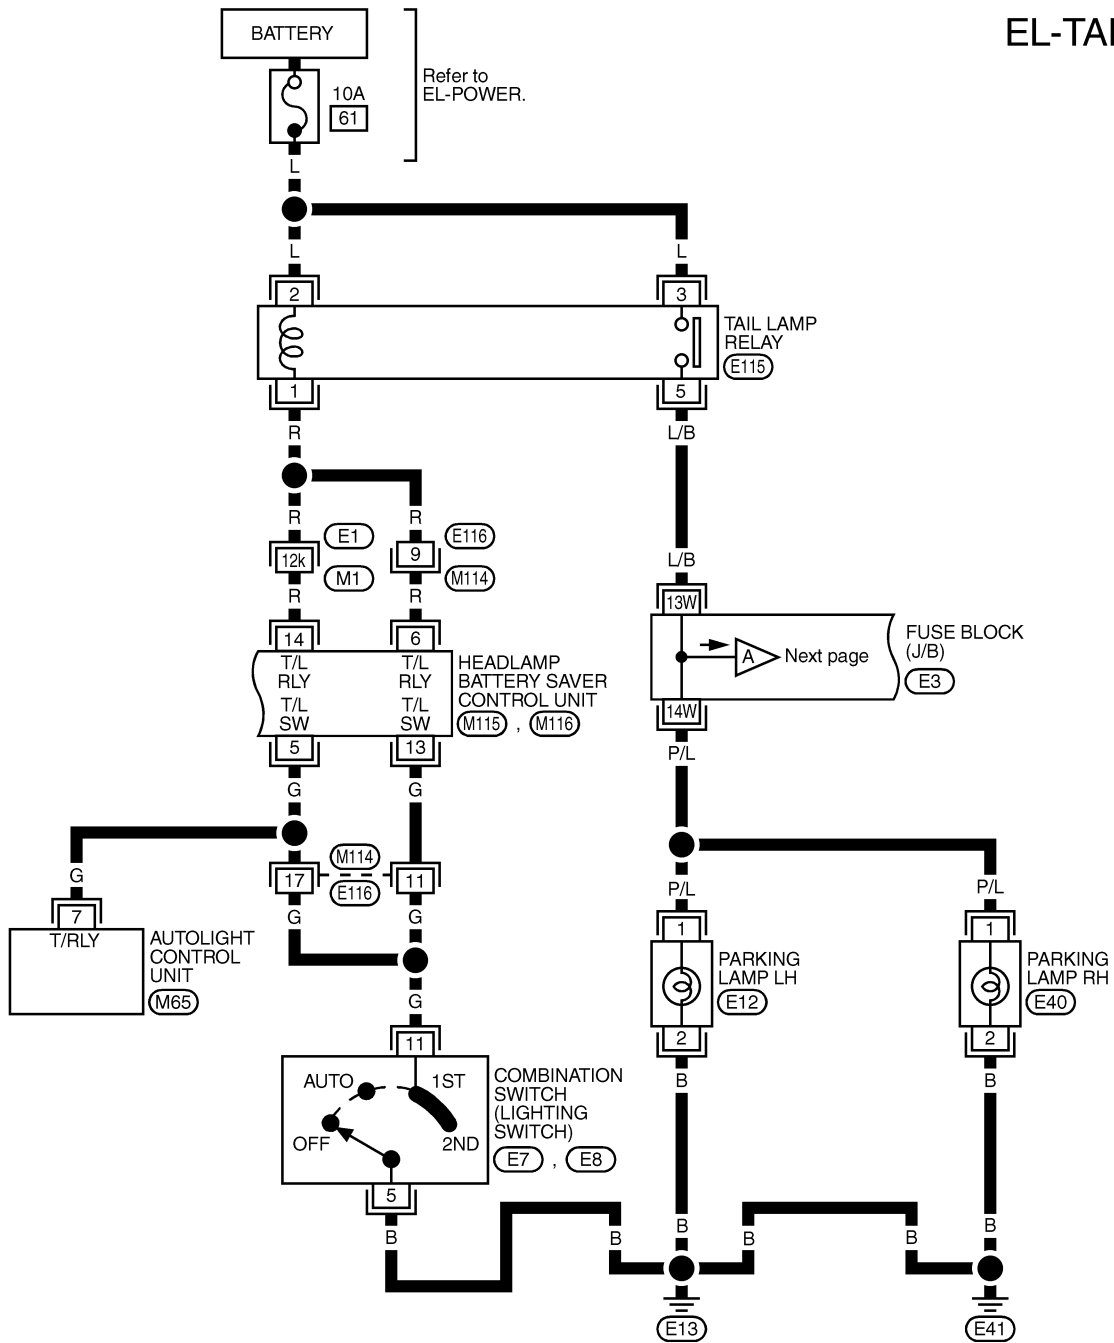 EL-TAI
BATTERY
10A
61
Refer to
EL-POWER.
L
L
L
2
3
TAIL LAMP
RELAY
E115
1
5
R
L/B
R
R
E1
E116
12k
9
M1
M114
L/B
R
R
13W
14
6
T/L
RLY
T/L
SW
T/L
RLY
T/L
SW
HEADLAMP
BATTERY SAVER
CONTROL UNIT
M115 , M116
A
Next page
FUSE BLOCK
(J/B)
E3
14W
5
13
P/L
G
G
M114
17
11
E116
G
7
T/RLY
AUTOLIGHT
CONTROL
UNIT
M65
G
G
G
P/L
P/L
1
1
PARKING
LAMP LH
E12
PARKING
LAMP RH
E40
2
2
11
AUTO
1ST
OFF
2ND
COMBINATION
SWITCH
(LIGHTING
SWITCH)
E7 , E8
B
B
5
B
B
B
B
B
B
E13
E41